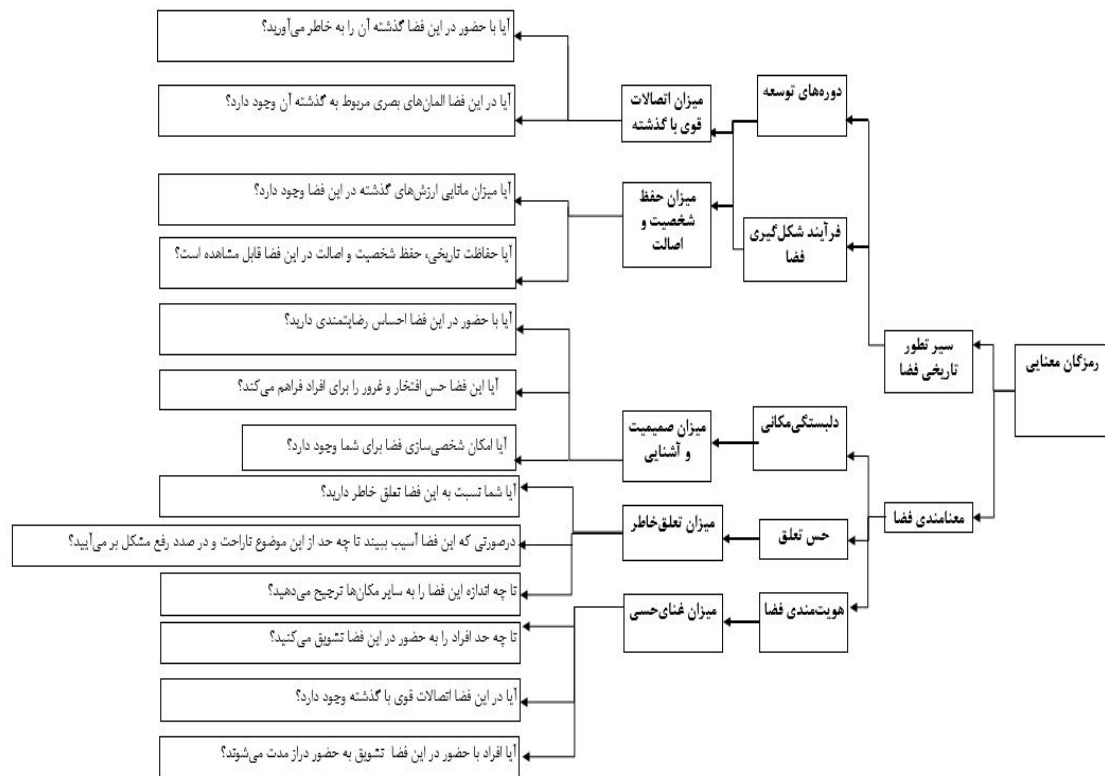 رمزگان معنایی
سیر تطور
تاریخی فضا
معنامندی فضا
دوره‌های توسعه
فرآیند شکل‌گیری
فضا
دلبستگی‌مکانی
حس تعلق
هویت‌مندی فضا
میزان اتصالات
قوی با گذشته
میزان حفظ
شخصیت و
اصالت
میزان صمیمیت
و آشنایی
میزان تعلق‌خاطر
میزان غنای‌حسی
آیا با حضور در این فضا گذشته آن را به خاطر می‌آورید؟
آیا در این فضا المان‌های بصری مربوط به گذشته آن وجود دارد؟
آیا میزان مانایی ارزش‌های گذشته در این فضا وجود دارد؟
آیا حفاظت تاریخی، حفظ شخصیت و اصالت در این فضا قابل مشاهده است؟
آیا با حضور در این فضا احساس رضایتمندی دارید؟
آیا این فضا حس افتخار و غرور را برای افراد فراهم می‌کند؟
آیا امکان شخصی‌سازی فضا برای شما وجود دارد؟
آیا شما نسبت به این فضا تعلق خاطر دارید؟
درصورتی که این فضا آسیب ببیند تا چه حد از این موضوع ناراحت و در صدد رفع مشکل بر می‌آیید؟
تا چه اندازه این فضا را به سایر مکان‌ها ترجیح می‌دهید؟
تا چه حد افراد را به حضور در این فضا تشویق می‌کنید؟
آیا در این فضا اتصالات قوی با گذشته وجود دارد؟
آیا افراد با حضور در این فضا تشویق به حضور دراز مدت می‌شوند؟